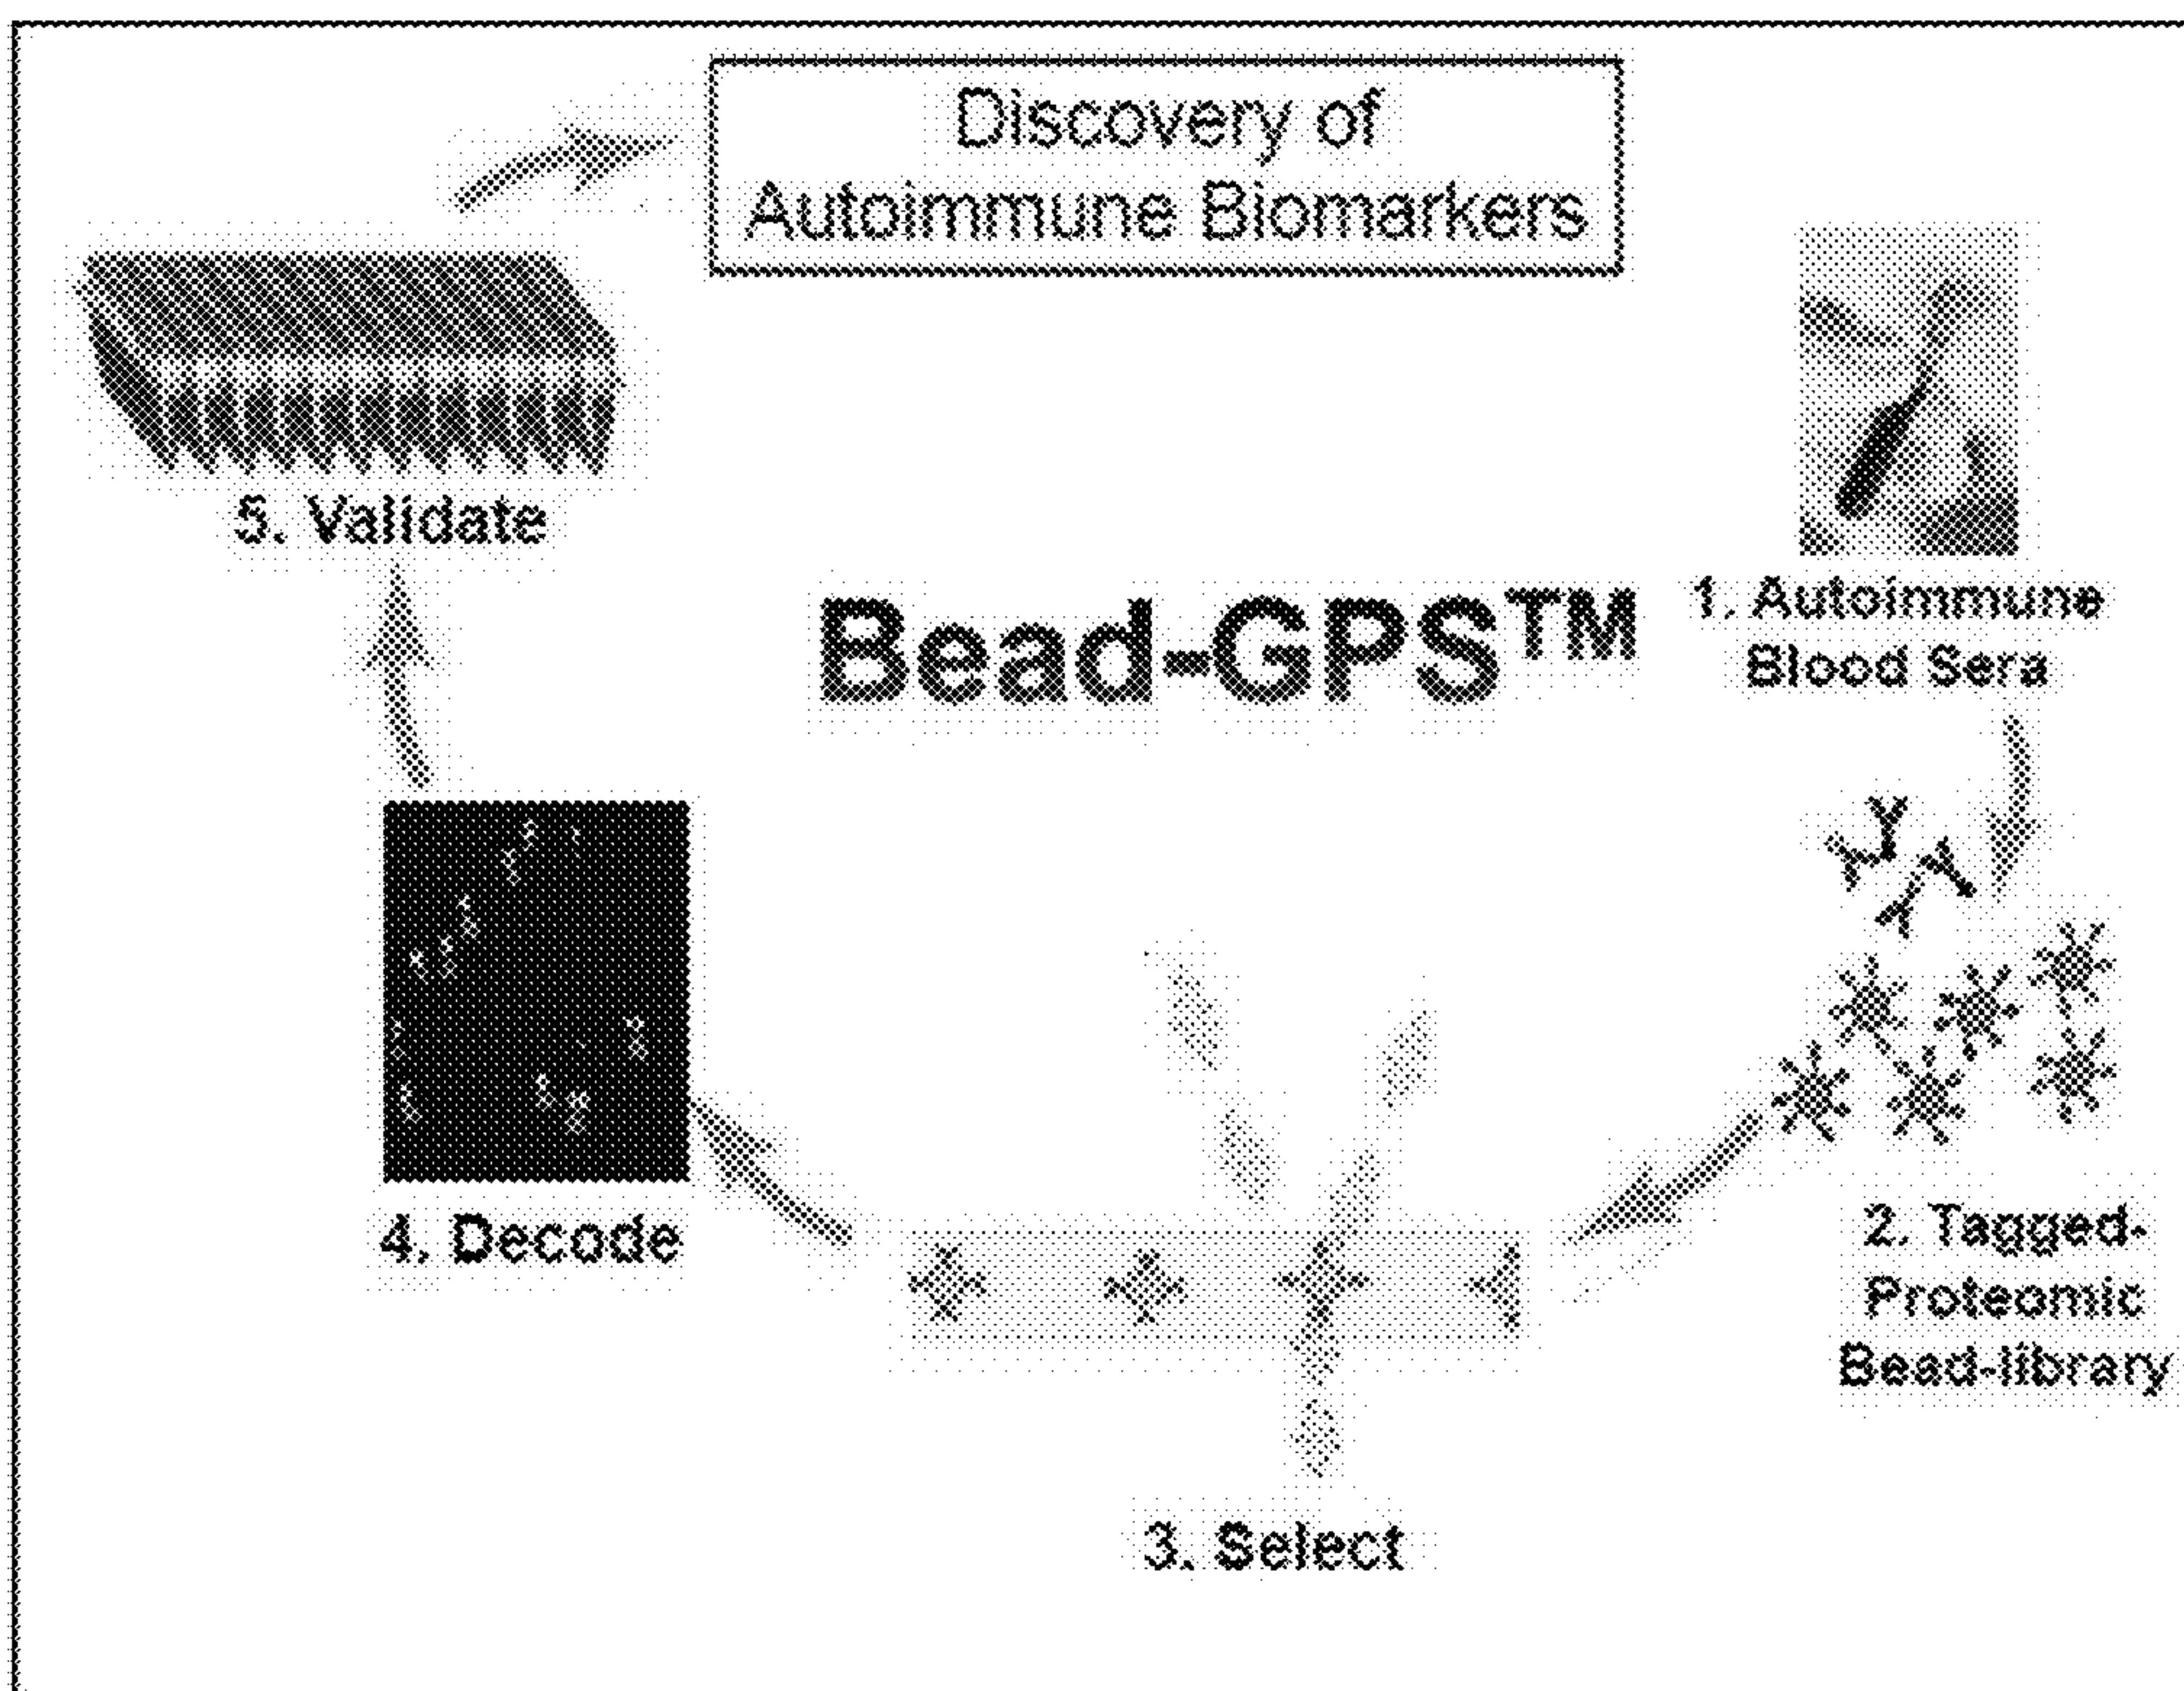 Discovery of
Autoimmune Biomarkers
Bead-GPS™
1. Autoimmune
Blood Sera
2. Tagged-
Proteomic
Bead-library
3. Select
4. Decode
5. Validate